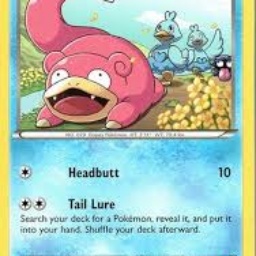 Headbutt 10
Tail Lure
Search your deck for a Pokémon, reveal it, and put it
into your hand. Shuffle your deck afterward.